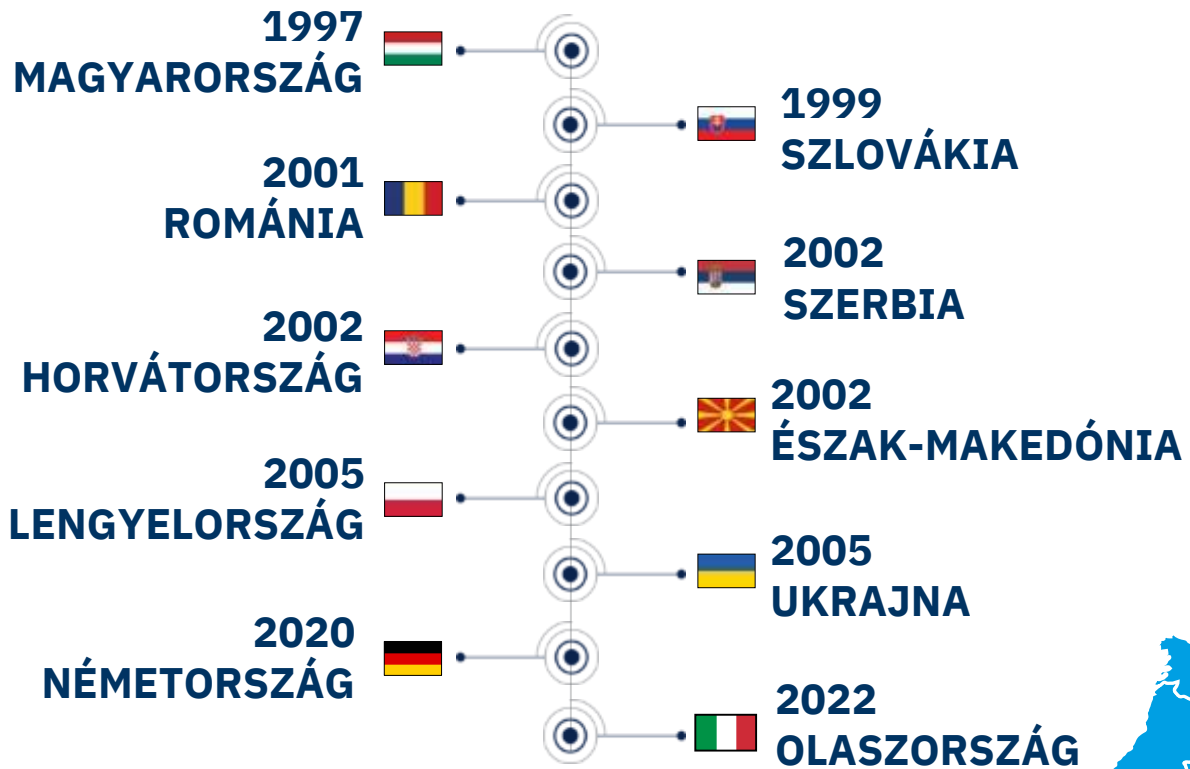 1997
MAGYARORSZÁG
1999
SZLOVÁKIA
2001
ROMÁNIA
2002
SZERBIA
2002
HORVÁTORSZÁG
2002
ÉSZAK-MAKEDÓNIA
2005
LENGYELORSZÁG
2005
UKRAJNA
2020
NÉMETORSZÁG
2022
OLASZORSZÁG